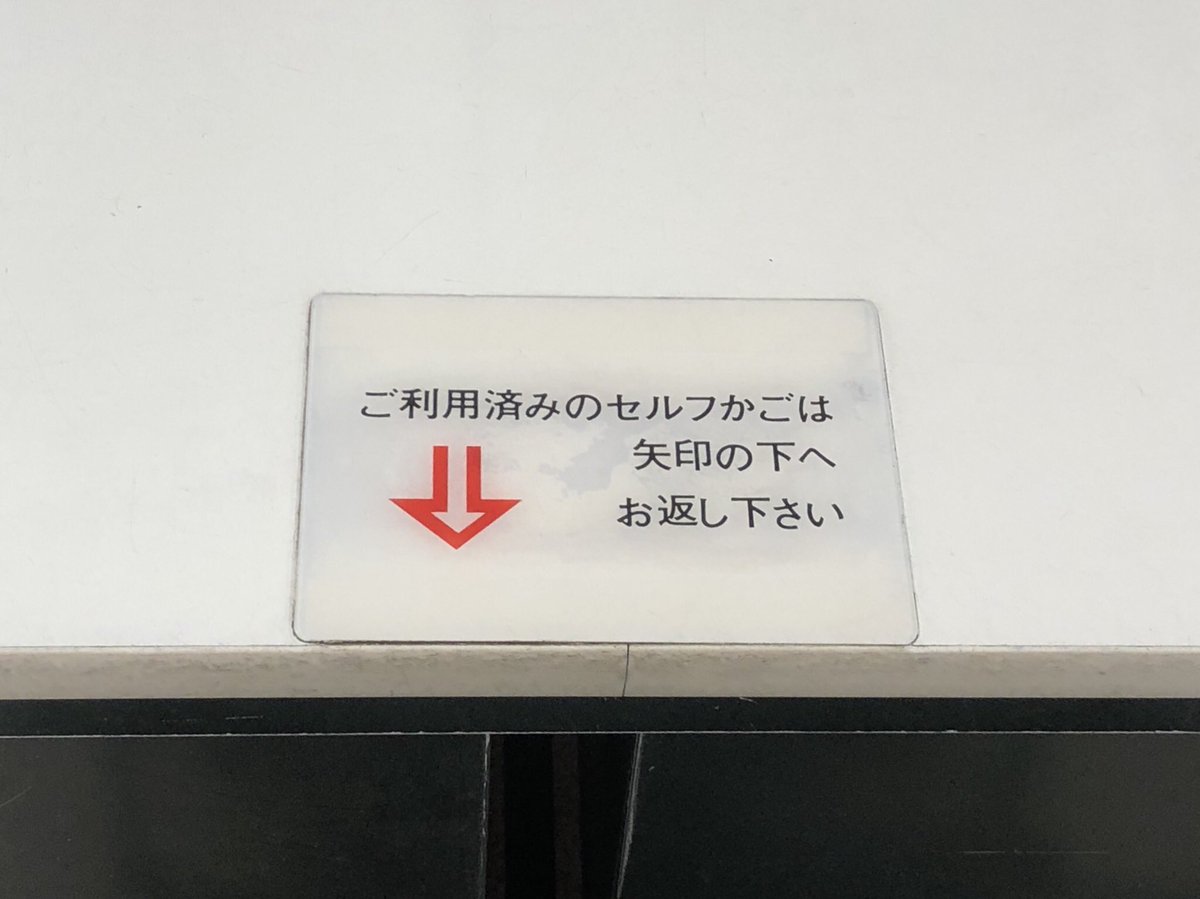 ご利用済みのセルフかごは
矢印の下へ
お返し下さい